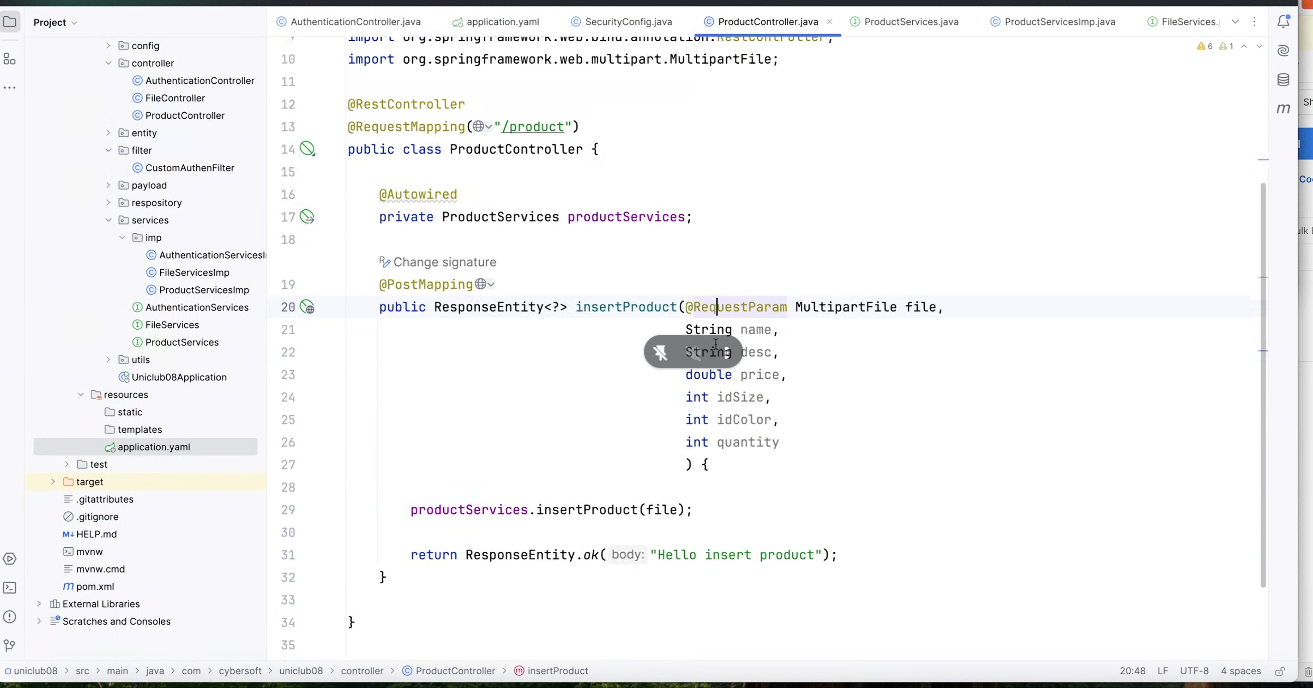 Project
AuthenticationController.java
application.yaml
SecurityConfig.java
ProductController.java
ProductServices.java
ProductServicesImp.java
FileServices.
config
controller
AuthenticationController
FileController
ProductController
entity
filter
CustomAuthenFilter
payload
respository
services
imp
AuthenticationServicesI
FileServicesImp
ProductServicesImp
AuthenticationServices
FileServices
ProductServices
utils
Uniclub08Application
resources
static
templates
application.yaml
test
target
.gitattributes
.gitignore
HELP.md
mvnw
mvnw.cmd
pom.xml
External Libraries
Scratches and Consoles
6 1
9 import org.springframework.web.bind.annotation.RestController;
10 import org.springframework.web.multipart.MultipartFile;
11
12 @RestController
13 @RequestMapping("/product")
14 public class ProductController {
15
16 @Autowired
17 private ProductServices productServices;
18
Change signature
19 @PostMapping
20 public ResponseEntity<?> insertProduct(@RequestParam MultipartFile file,
21 String name,
22 String desc,
23 double price,
24 int idSize,
25 int idColor,
26 int quantity
27 ) {
28
29 productServices.insertProduct(file);
30
31 return ResponseEntity.ok( body: "Hello insert product");
32 }
33
34 }
35
uniclub08 > src > main > java > com > cybersoft > uniclub08 > controller > ProductController > insertProduct
20:48 LF UTF-8 4 spaces